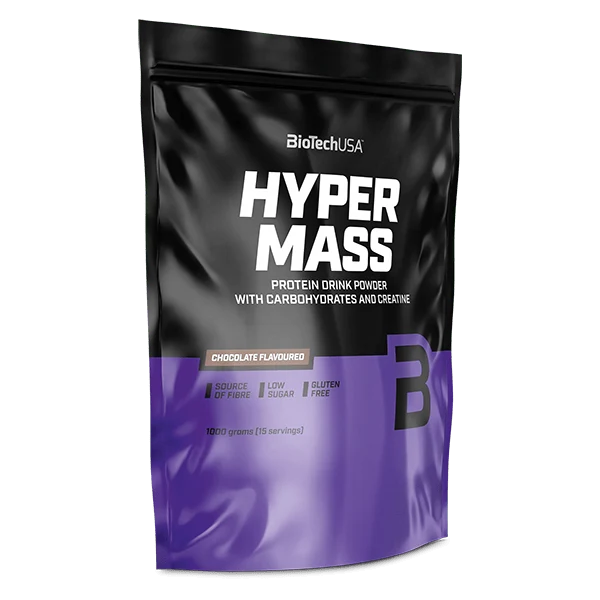 BioTechUSA™
HYPER
MASS
PROTEIN DRINK POWDER
WITH CARBOHYDRATES AND CREATINE
CHOCOLATE FLAVOURED
SOURCE OF FIBRE
LOW SUGAR
GLUTEN FREE
1000 grams (15 servings)
B